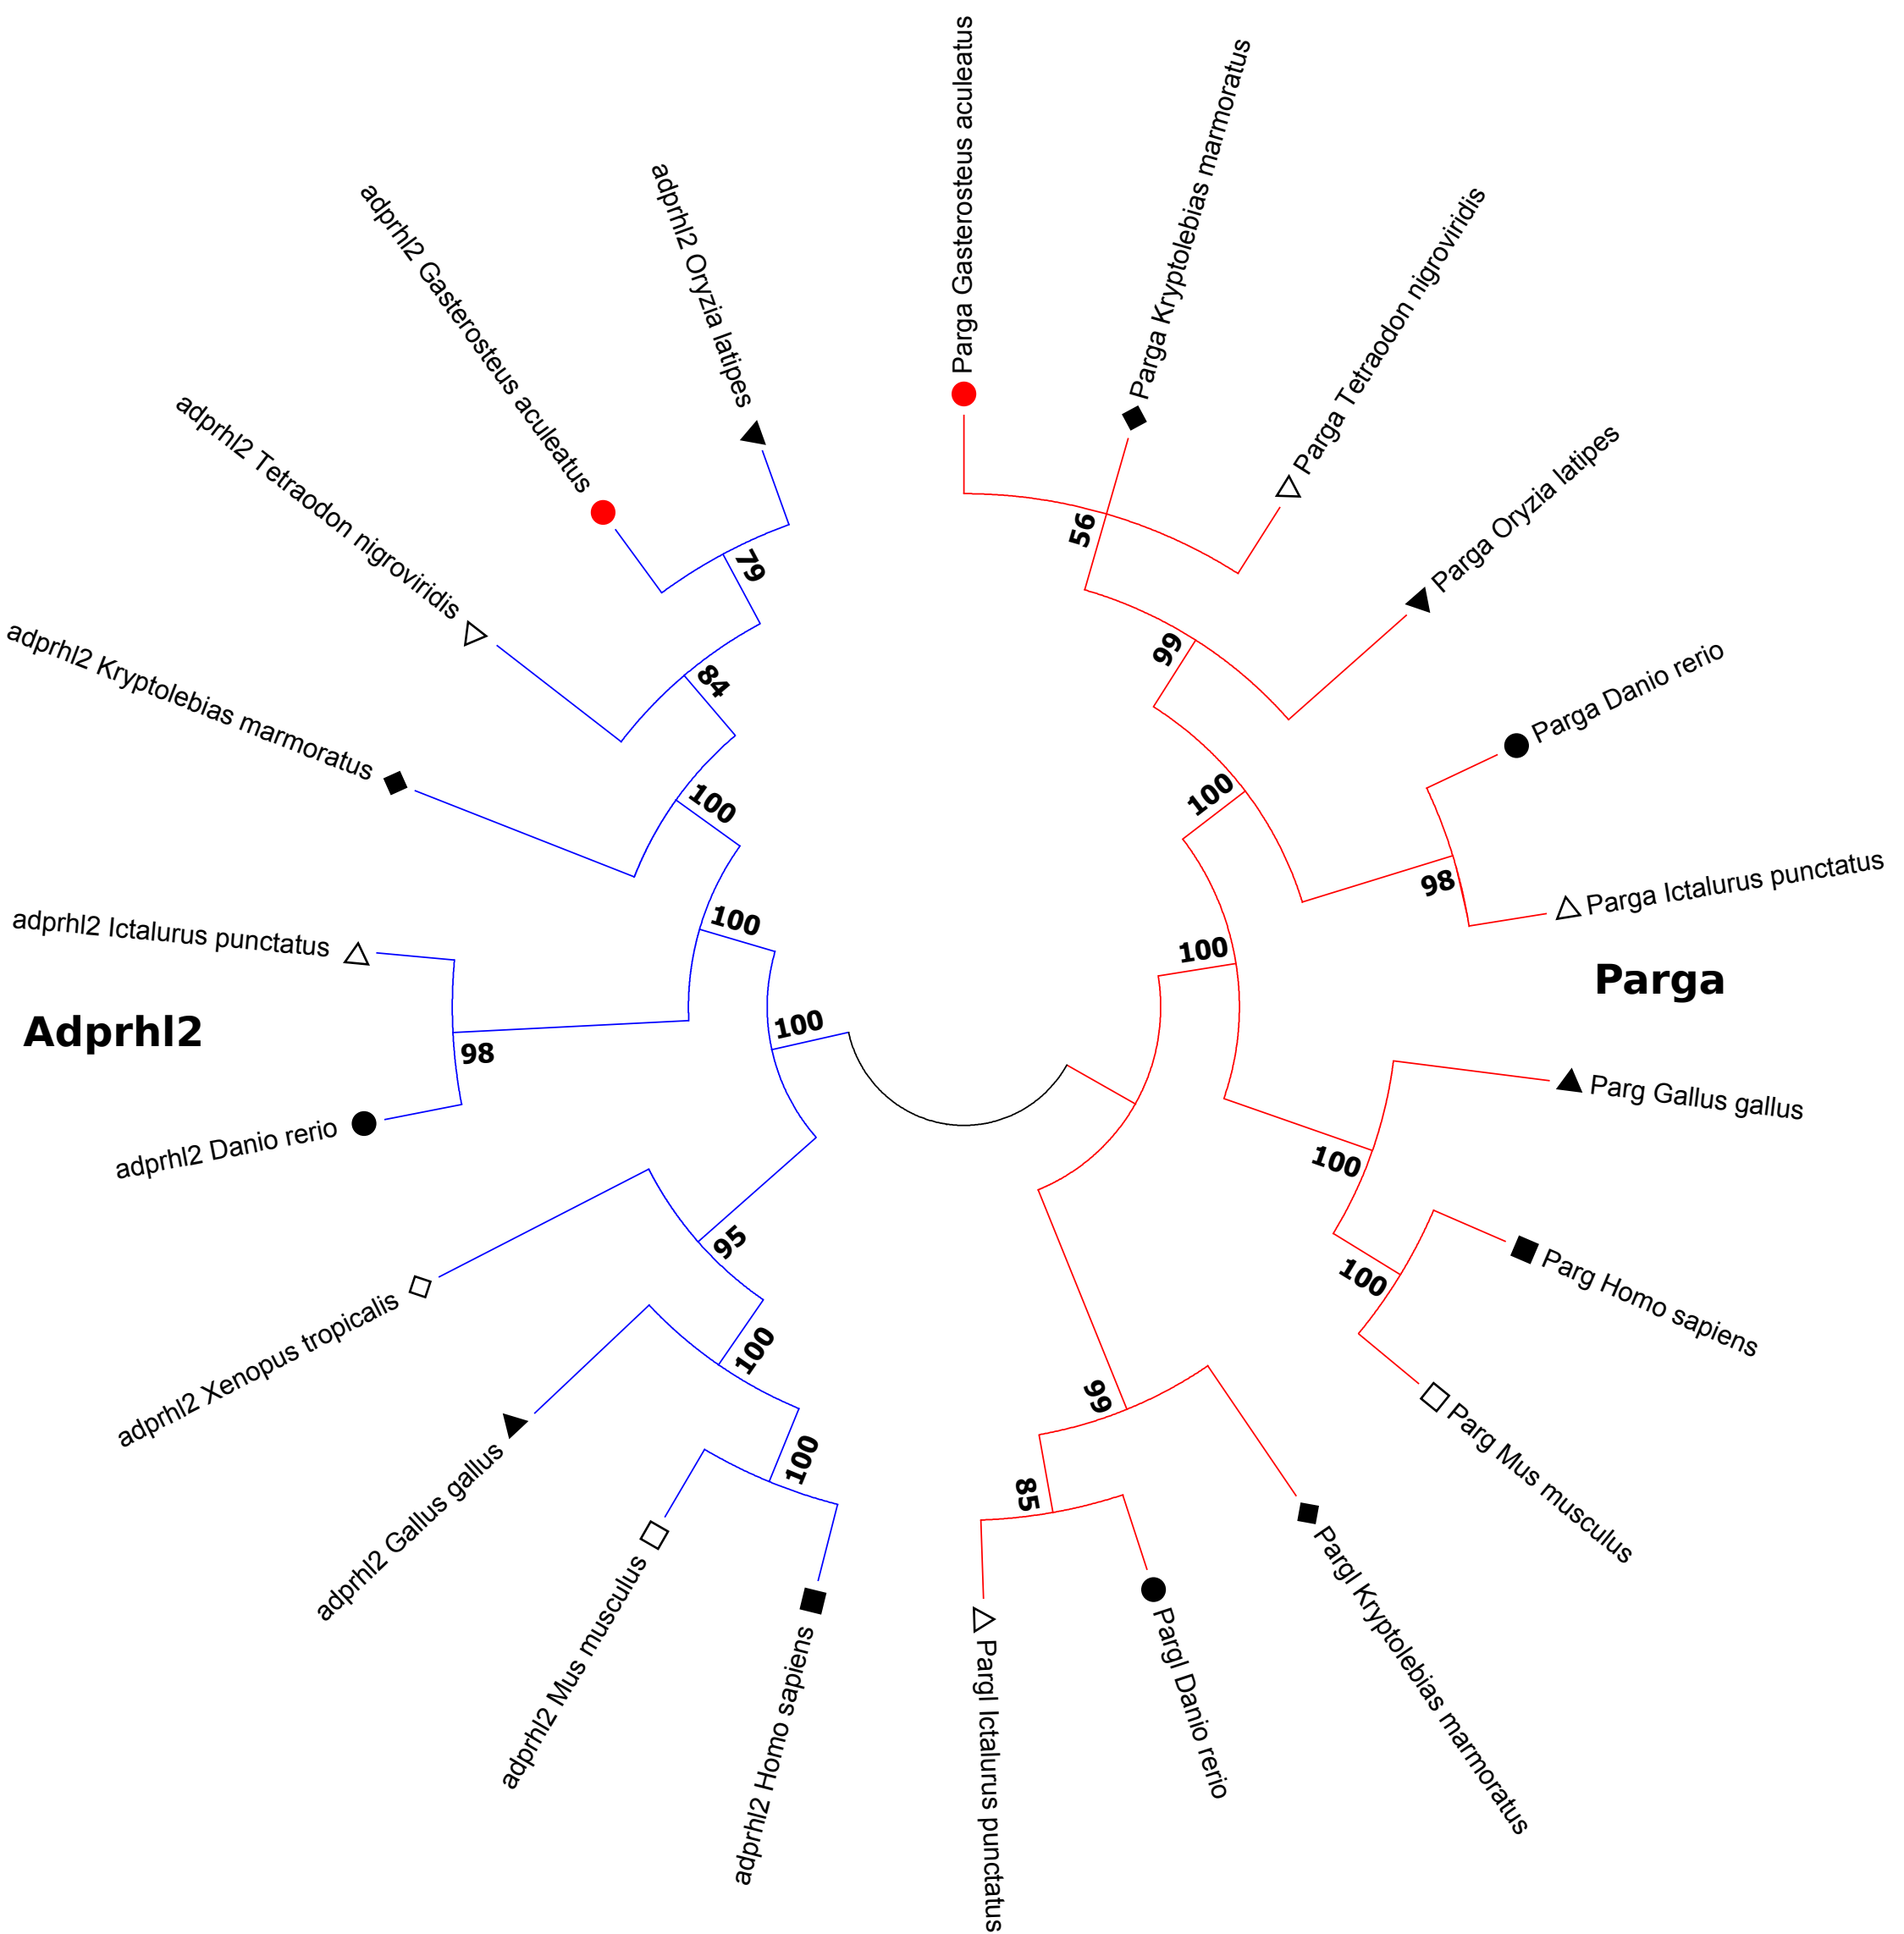 Parga Gasterosteus aculeatus
Parga Kryptolebias marmoratus
Parga Tetraodon nigroviridis
Parga Oryzia latipes
Parga Danio rerio
Parga Ictalurus punctatus
Parga
Parg Gallus gallus
Parg Homo sapiens
Parg Mus musculus
Pargl Kryptolebias marmoratus
Pargl Danio rerio
Pargl Ictalurus punctatus
adprhl2 Homo sapiens
adprhl2 Mus musculus
adprhl2 Gallus gallus
adprhl2 Xenopus tropicalis
adprhl2 Danio rerio
Adprhl2
adprhl2 Ictalurus punctatus
adprhl2 Kryptolebias marmoratus
adprhl2 Tetraodon nigroviridis
adprhl2 Gasterosteus aculeatus
adprhl2 Oryzia latipes
56
99
100
98
100
100
100
99
85
79
84
100
100
98
100
95
100
100